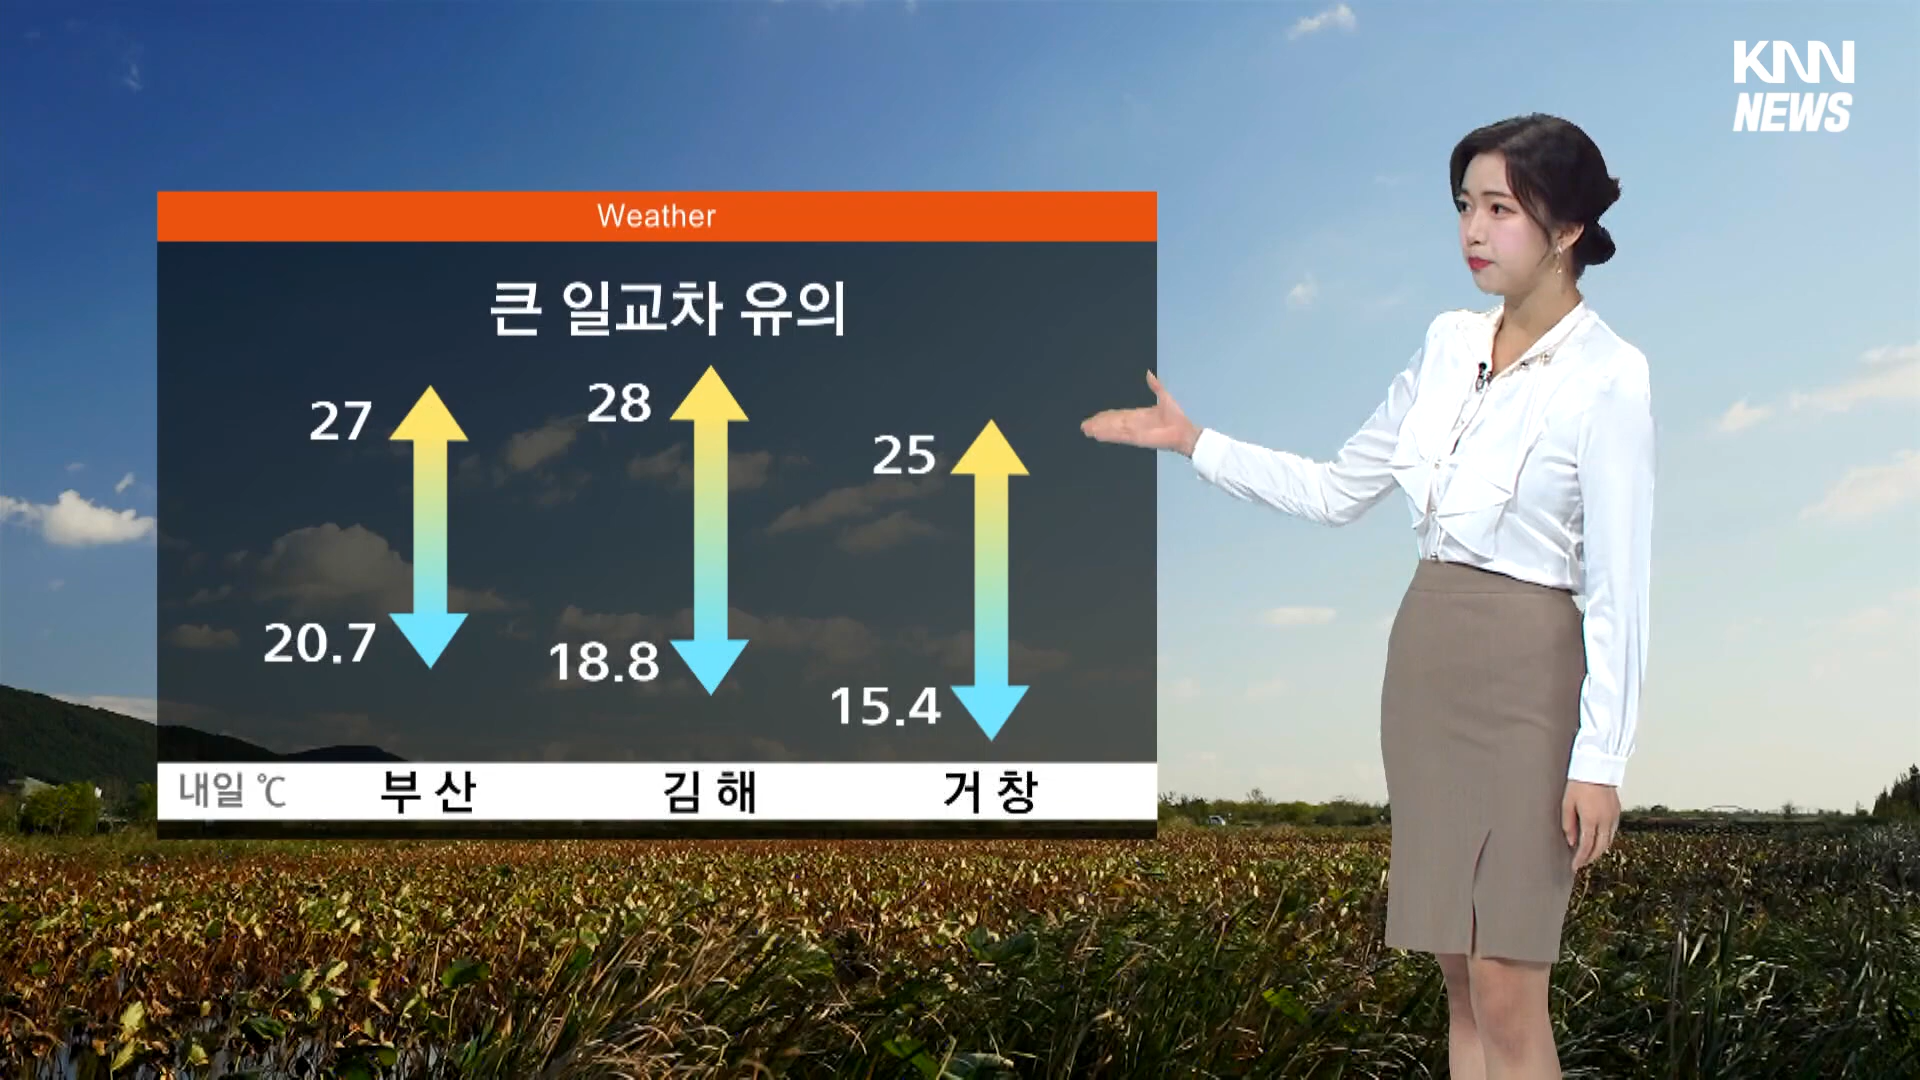 KNN
NEWS
Weather
큰 일교차 유의
27
28
25
20.7
18.8
15.4
내일 ℃ 부산 김해 거창